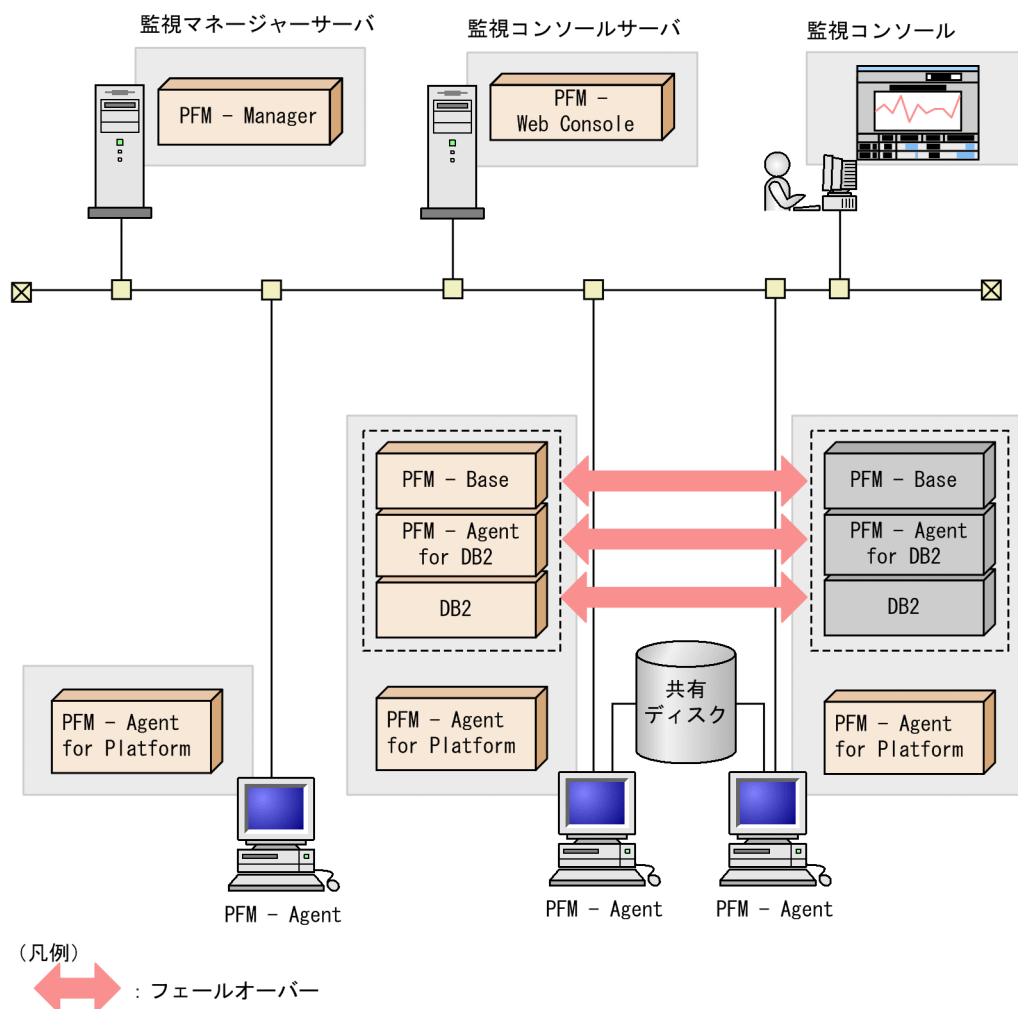 監視マネージャーサーバ
監視コンソールサーバ
監視コンソール
PFM - Manager
PFM -
Web Console
PFM - Base
PFM - Agent
for DB2
DB2
PFM - Base
PFM - Agent
for DB2
DB2
共有
ディスク
PFM - Agent
for Platform
PFM - Agent
for Platform
PFM - Agent
for Platform
PFM - Agent
PFM - Agent
PFM - Agent
(凡例)
: フェールオーバー